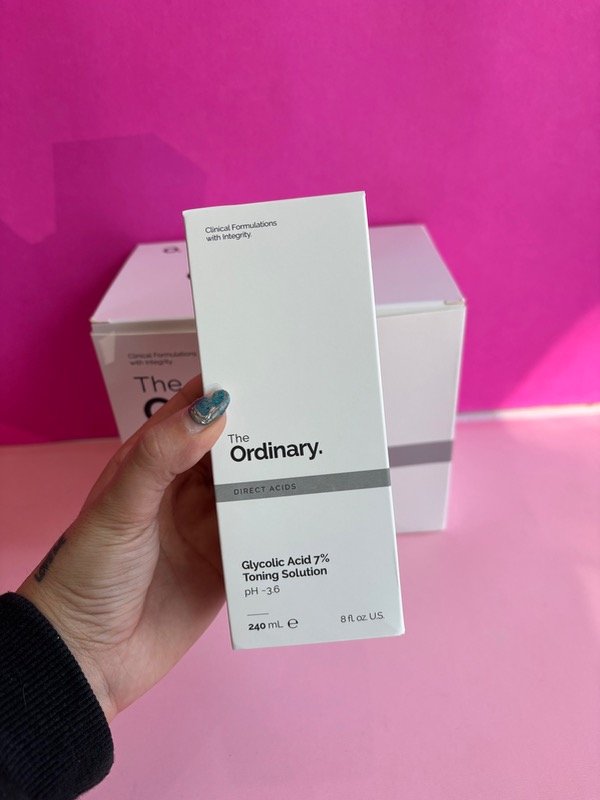 Clinical Formulations
with Integrity.
The
Ordinary.
DIRECT ACIDS
Glycolic Acid 7%
Toning Solution
pH ~3.6
240 mL ℮
8 fl. oz. U.S.
Clinical Formulations
with Integrity.
The